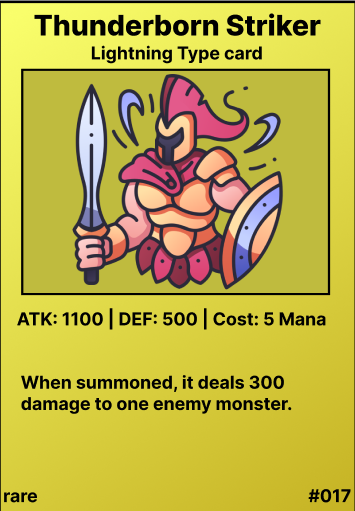 Thunderborn Striker
Lightning Type card
ATK: 1100 | DEF: 500 | Cost: 5 Mana
When summoned, it deals 300
damage to one enemy monster.
rare
#017